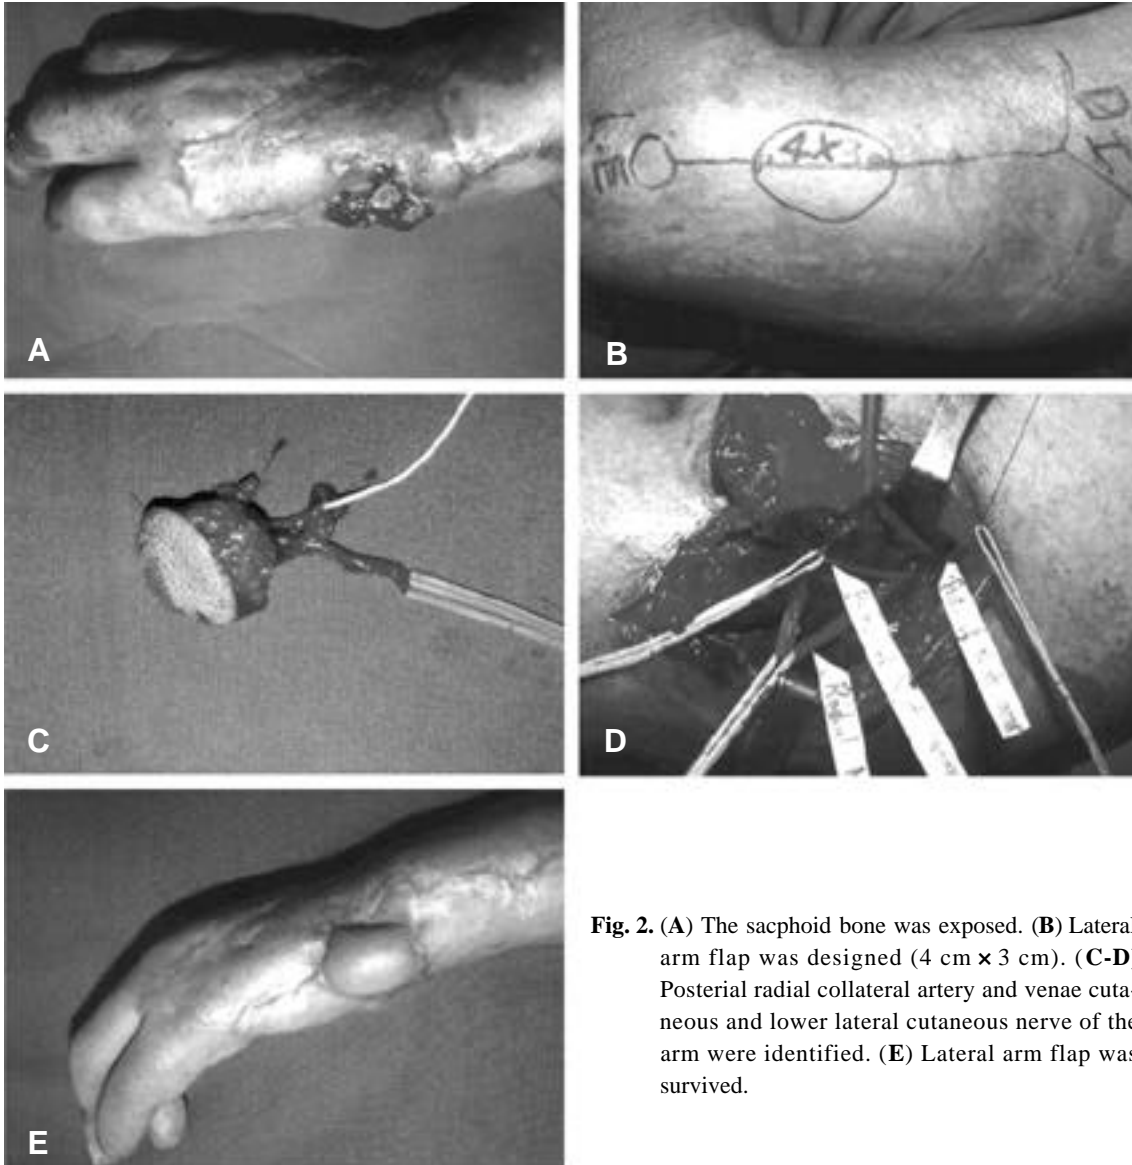 A
4x
B
C
Radial
D
E
Fig. 2. (A) The sacphoid bone was exposed. (B) Lateral
arm flap was designed (4 cm × 3 cm). (C-D)
Posterial radial collateral artery and venae cuta-
neous and lower lateral cutaneous nerve of the
arm were identified. (E) Lateral arm flap was
survived.